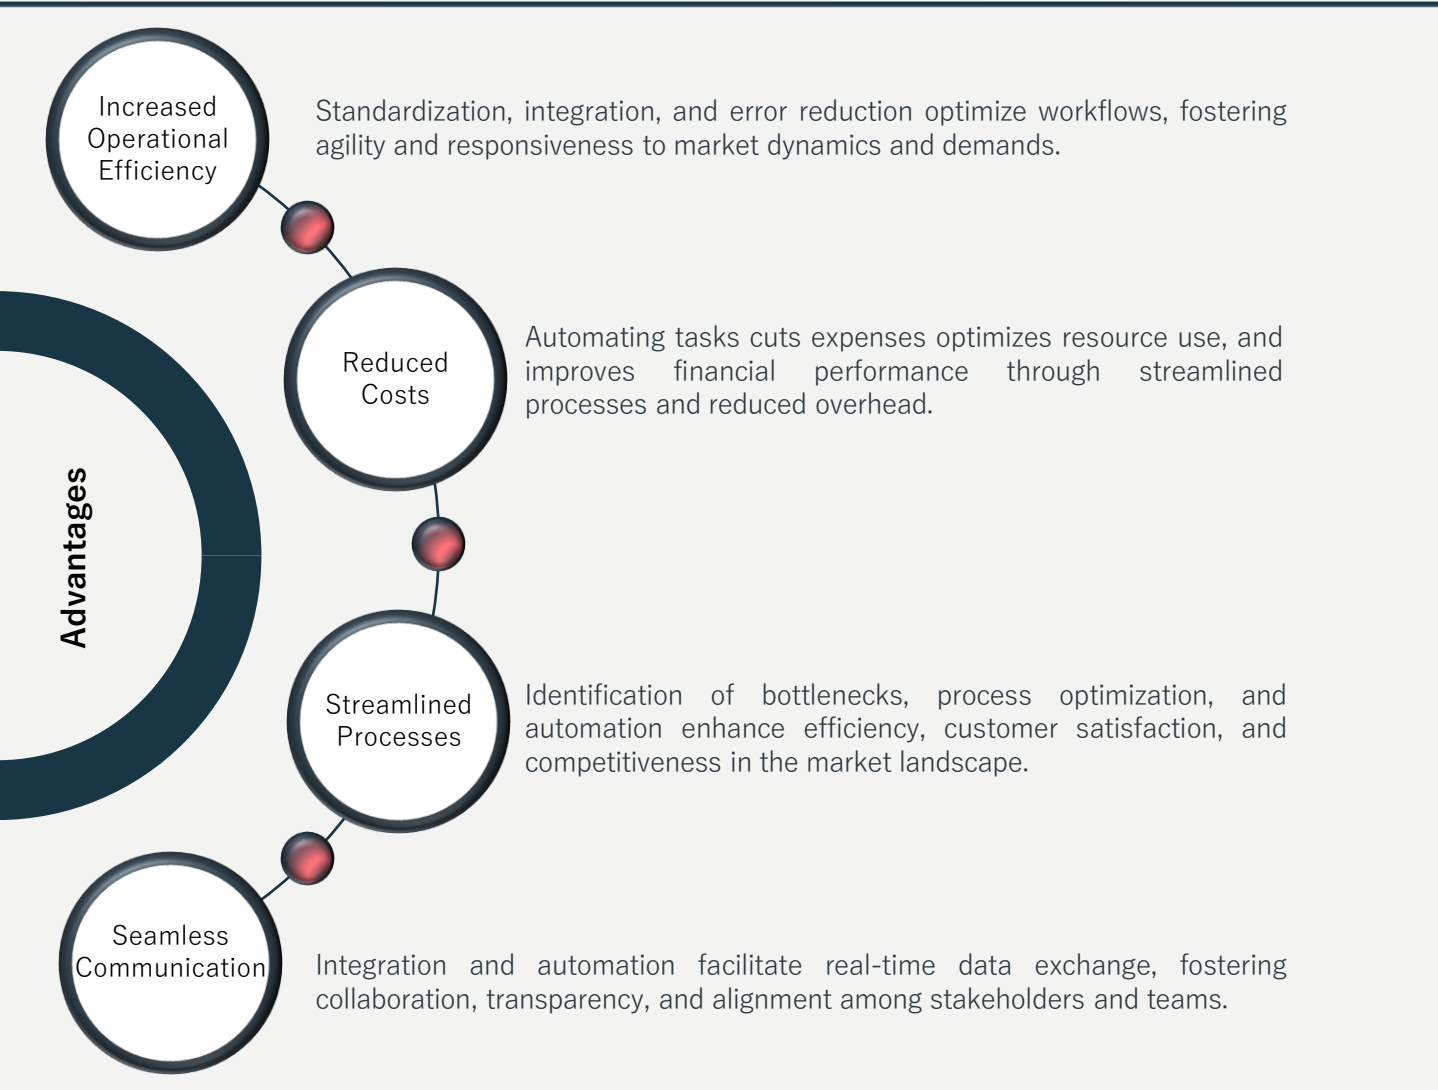 Increased
Operational
Efficiency
Standardization, integration, and error reduction optimize workflows, fostering
agility and responsiveness to market dynamics and demands.
Reduced
Costs
Automating tasks cuts expenses optimizes resource use, and
improves financial performance through streamlined
processes and reduced overhead.
Advantages
Streamlined
Processes
Identification of bottlenecks, process optimization, and
automation enhance efficiency, customer satisfaction, and
competitiveness in the market landscape.
Seamless
Communication
Integration and automation facilitate real-time data exchange, fostering
collaboration, transparency, and alignment among stakeholders and teams.